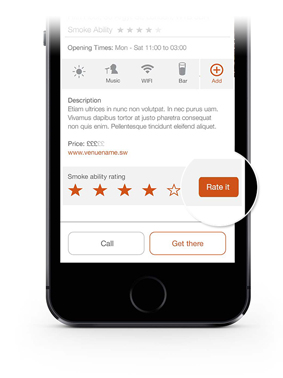 Smoke Ability
Opening Times: Mon - Sat 11:00 to 03:00
Music WIFI Bar Add
Description
Etiam ultrices in nunc non volutpat. In nec purus uem.
Vivamus dapibus tortor at justo pharetra consequat
non quis enim. Pellentesque tincidunt eleifend aliquet.
Price: £££££
www.venuename.sw
Smoke ability rating
Rate it
Call Get there